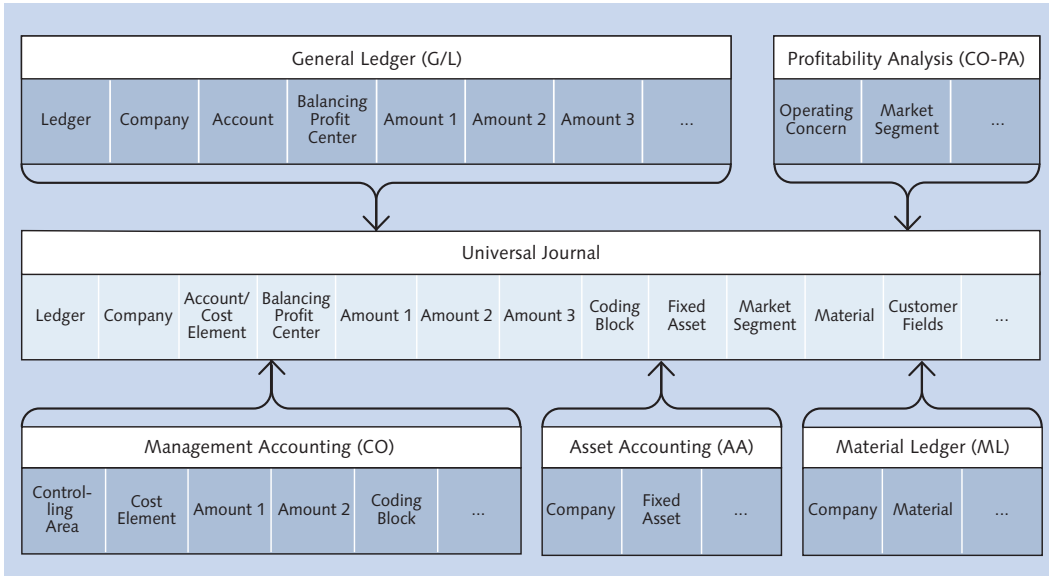 General Ledger (G/L)
Ledger
Company
Account
Balancing
Profit
Center
Amount 1
Amount 2
Amount 3
...
Profitability Analysis (CO-PA)
Operating
Concern
Market
Segment
...
Universal Journal
Ledger
Company
Account/
Cost
Element
Balancing
Profit
Center
Amount 1
Amount 2
Amount 3
Coding
Block
Fixed
Asset
Market
Segment
Material
Customer
Fields
...
Management Accounting (CO)
Control-
ling
Area
Cost
Element
Amount 1
Amount 2
Coding
Block
...
Asset Accounting (AA)
Company
Fixed
Asset
...
Material Ledger (ML)
Company
Material
...